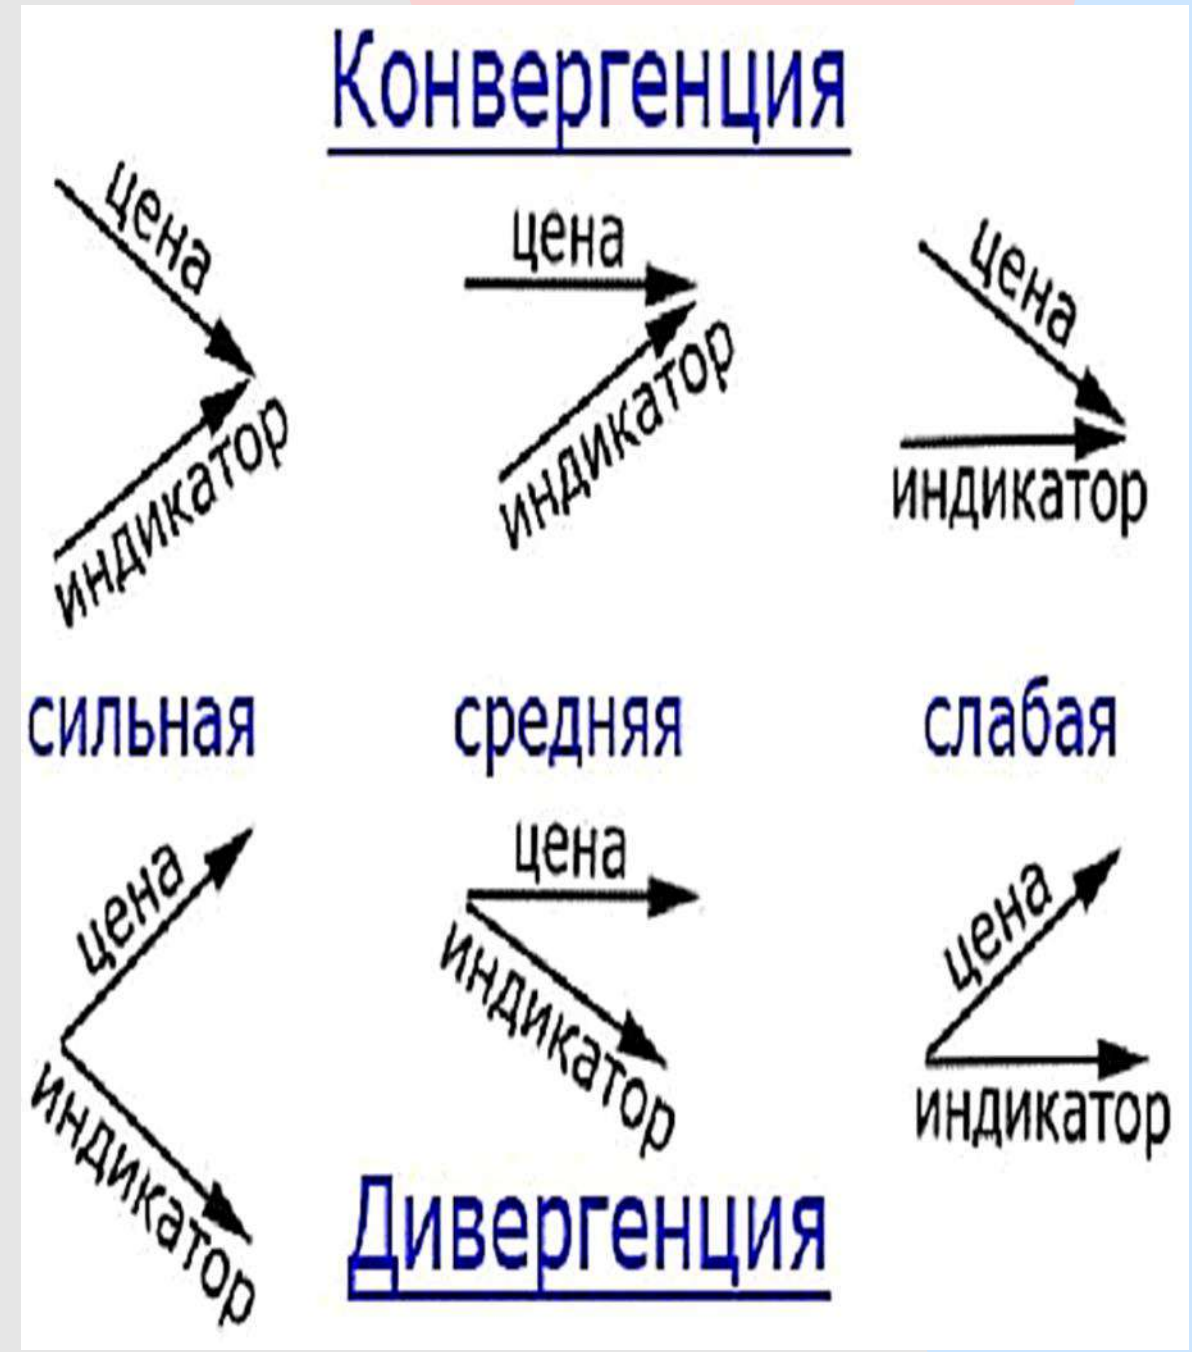 Конвергенция
цена
цена
цена
индикатор
индикатор
индикатор
сильная
средняя
слабая
цена
цена
цена
индикатор
индикатор
индикатор
Дивергенция